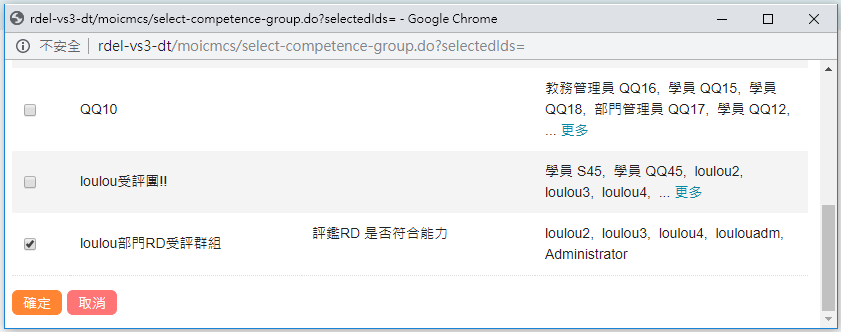 rdel-vs3-dt/moicmcs/select-competence-group.do?selectedIds= - Google Chrome
不安全 rdel-vs3-dt/moicmcs/select-competence-group.do?selectedIds=
教務管理員 QQ16, 學員 QQ15, 學員
QQ10 QQ18, 部門管理員 QQ17, 學員 QQ12,
... 更多
學員 S45, 學員 QQ45, loulou2,
loulou受評團!! loulou3, loulou4, ... 更多
loulou部門RD受評群組 評鑑RD 是否符合能力 loulou2, loulou3, loulou4, loulouadm,
Administrator
確定 取消